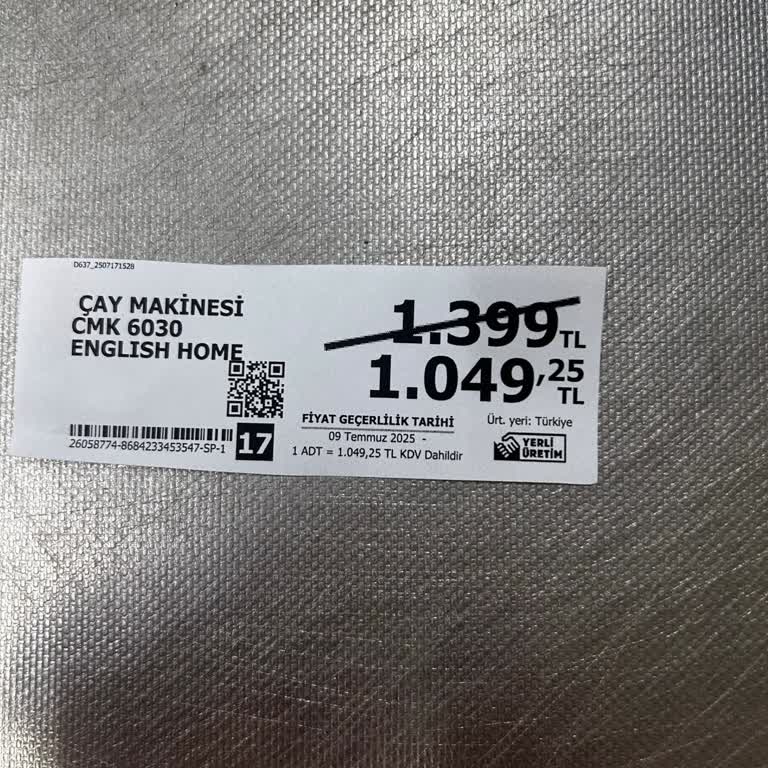 D637_2507171528
ÇAY MAKİNESİ
CMK 6030
ENGLISH HOME
1.399 TL
1.049,25 TL
FİYAT GEÇERLİLİK TARİHİ
09 Temmuz 2025 -
1 ADT = 1.049,25 TL KDV Dahildir
Ürt. yeri: Türkiye
YERLİ
ÜRETİM
26058774-8684233453547-SP-1
17